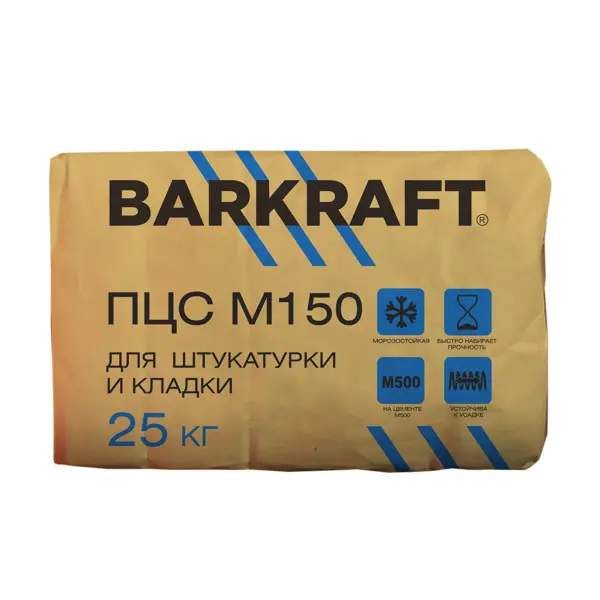 BARKRAFT®
ПЦС М150
ДЛЯ ШТУКАТУРКИ
И КЛАДКИ
25 КГ
МОРОЗОСТОЙКАЯ
БЫСТРО НАБИРАЕТ
ПРОЧНОСТЬ
М500
НА ЦЕМЕНТЕ
М500
УСТОЙЧИВА
К УСАДКЕ